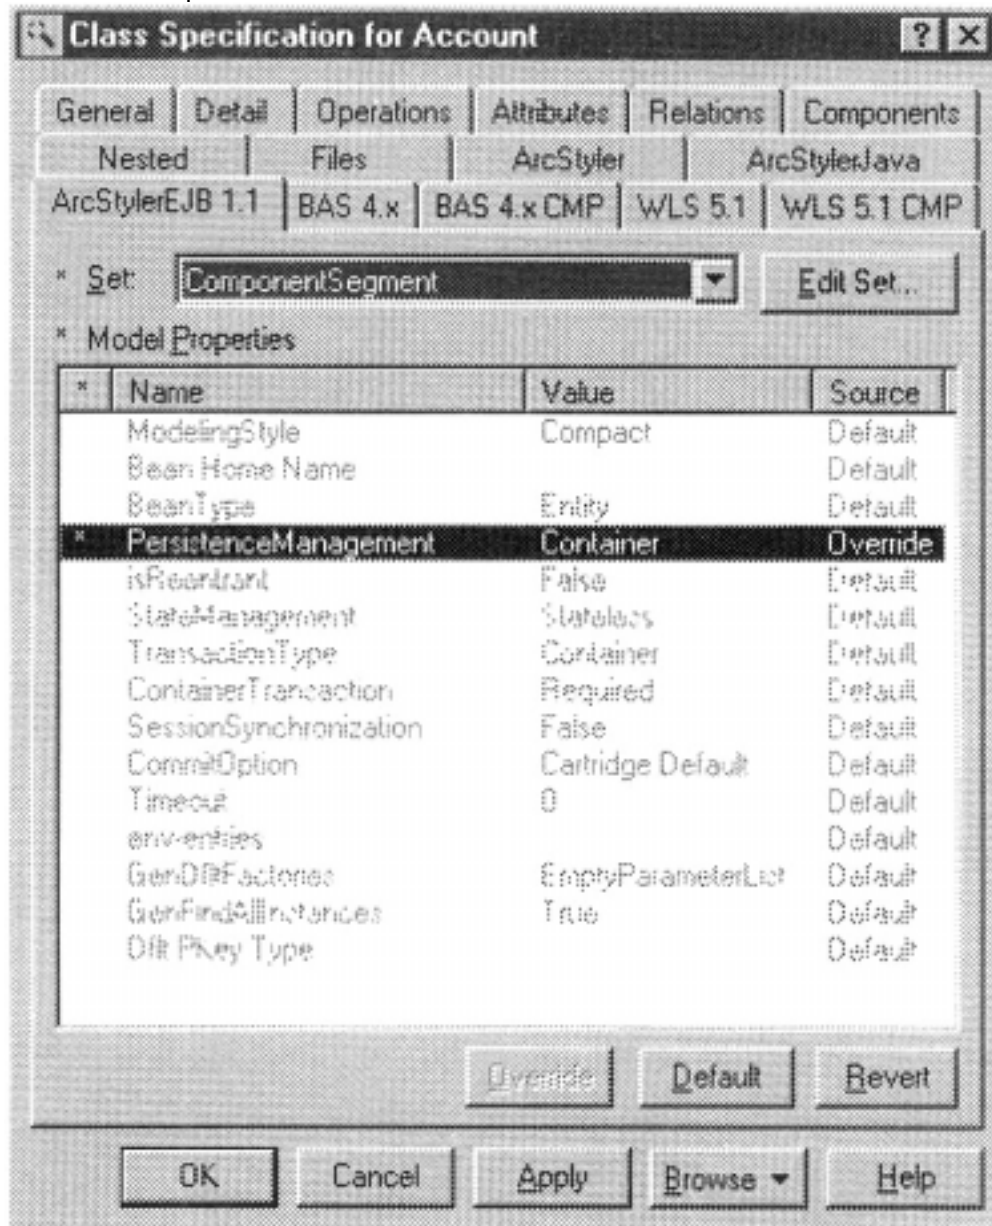 Class Specification for Account ? X
General Detail Operations Attributes Relations Components
Nested Files ArcStyler ArcStylerJava
ArcStylerEJB 1.1 BAS 4.x BAS 4.x CMP WLS 5.1 WLS 5.1 CMP
* Set: ComponentSegment Edit Set...
* Model Properties
* Name Value Source
ModelingStyle Compact Default
Bean Home Name Default
BeanType Entity Default
* PersistenceManagement Container Override
isReentrant False Default
StateManagement Stateless Default
TransactionType Container Default
ContainerTransaction Required Default
SessionSynchronization False Default
CommitOption Cartridge Default Default
Timeout 0 Default
env-entries Default
GenDfltFactories EmptyParameterList Default
GenFindAllInstances True Default
Dflt PKey Type Default
Override Default Revert
OK Cancel Apply Browse Help